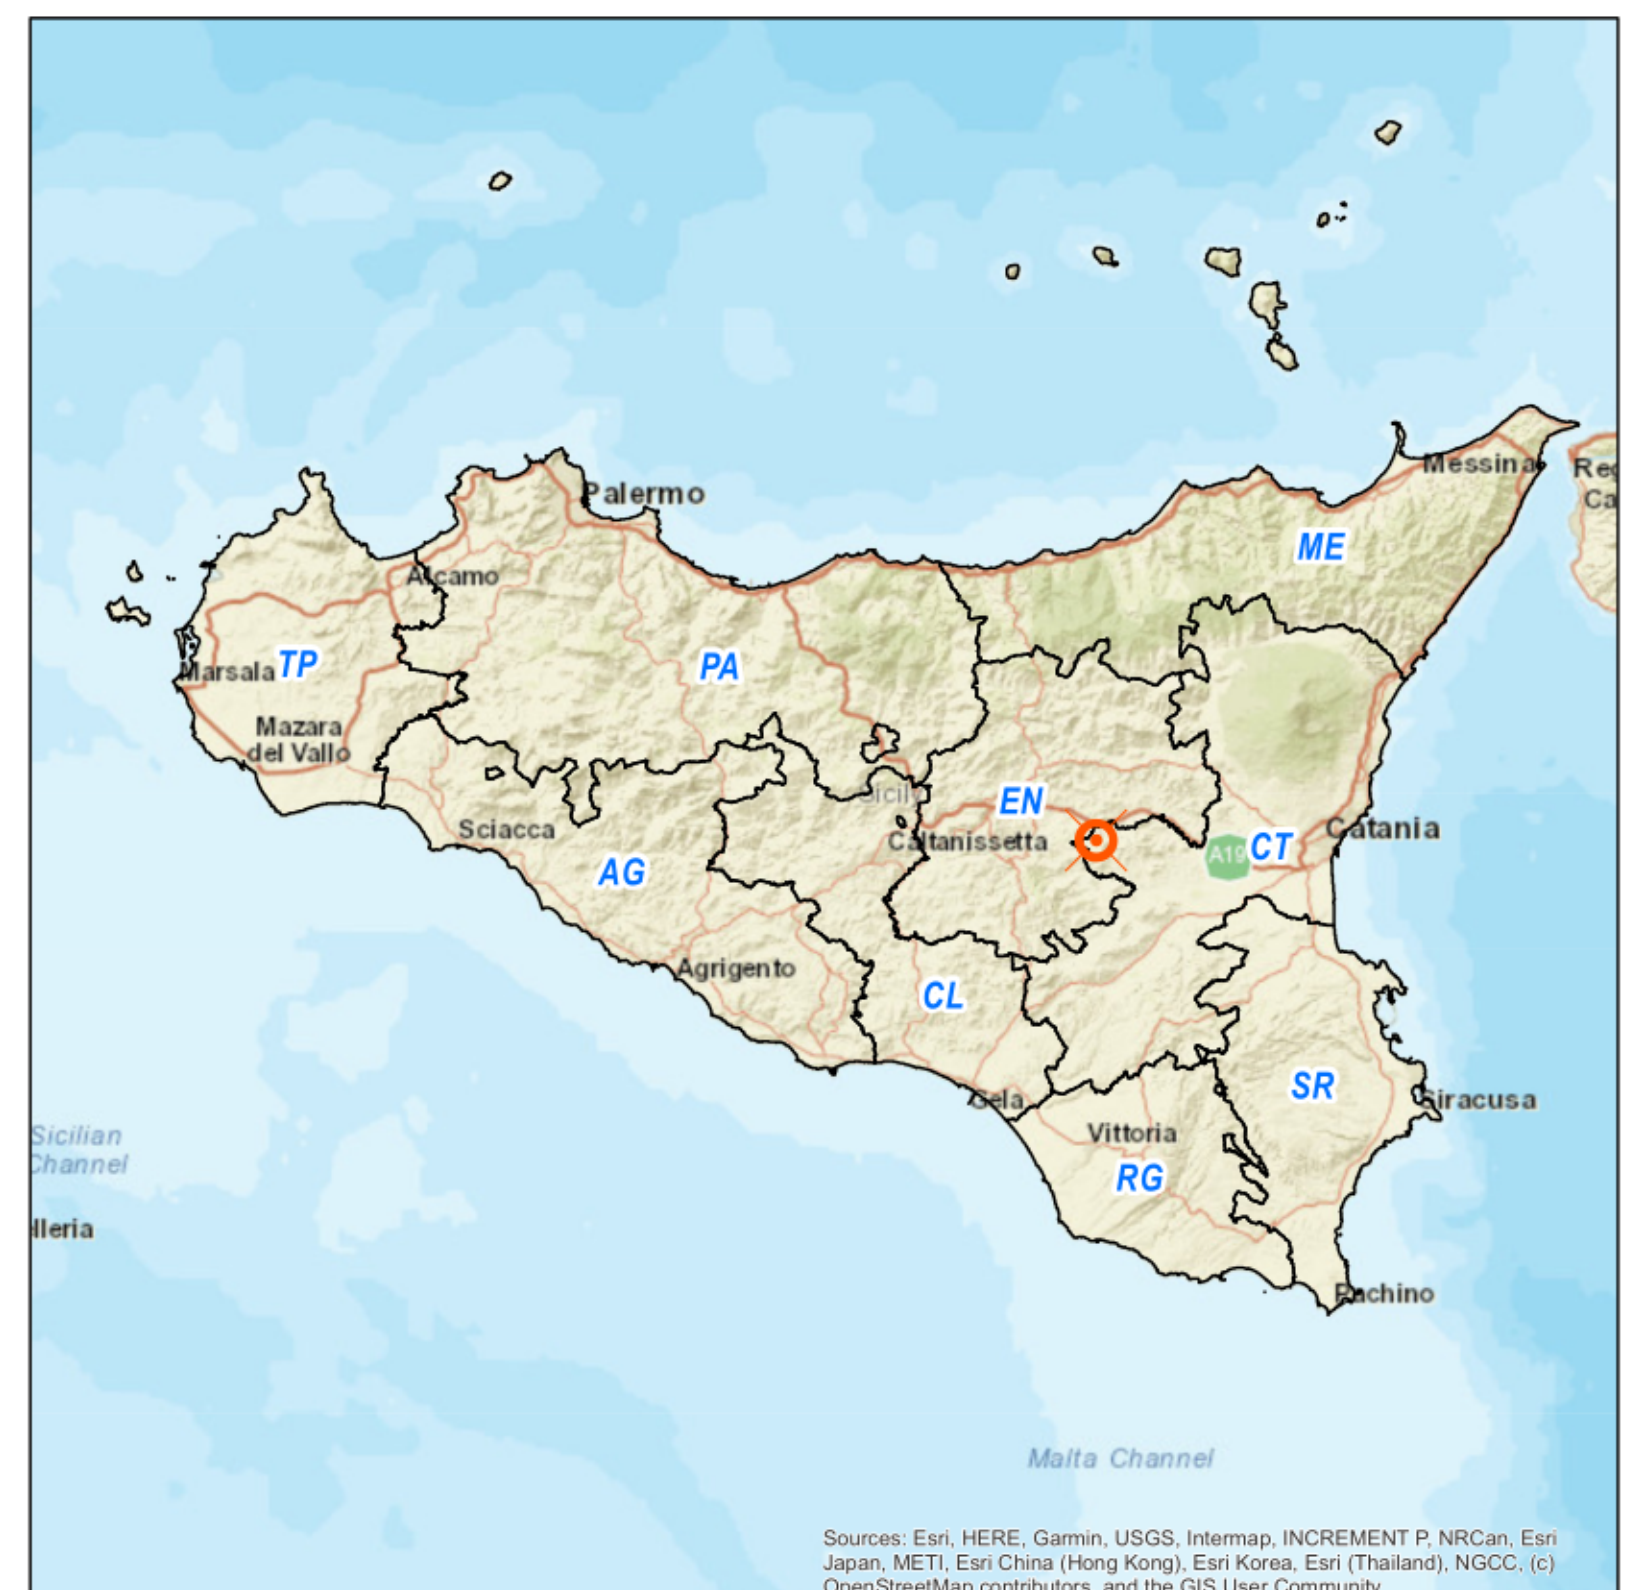 Palermo
Messina
Reg
Ca
ME
Alcamo
Marsala
TP
PA
Mazara
del Vallo
Sicily
EN
Sciacca
Caltanissetta
A19
CT
Catania
AG
Agrigento
CL
SR
Gela
Siracusa
Sicilian
Channel
Vittoria
RG
lleria
Pachino
Malta Channel
Sources: Esri, HERE, Garmin, USGS, Intermap, INCREMENT P, NRCan, Esri
Japan, METI, Esri China (Hong Kong), Esri Korea, Esri (Thailand), NGCC, (c)
OpenStreetMap contributors, and the GIS User Community